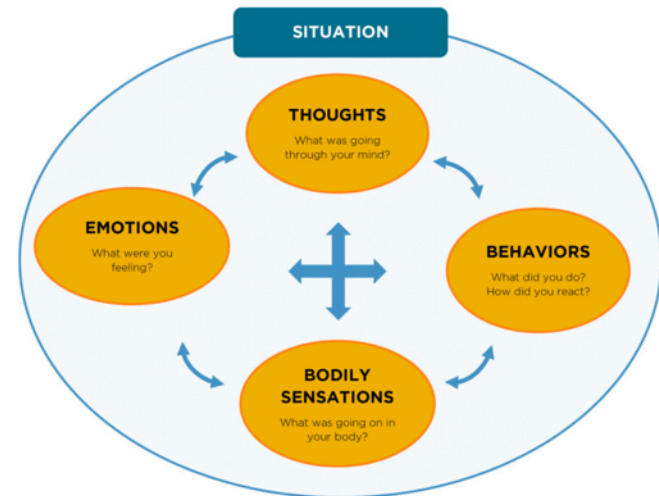 SITUATION
THOUGHTS
What was going
through your mind?
EMOTIONS
What were you
feeling?
BEHAVIORS
What did you do?
How did you react?
BODILY
SENSATIONS
What was going on in
your body?